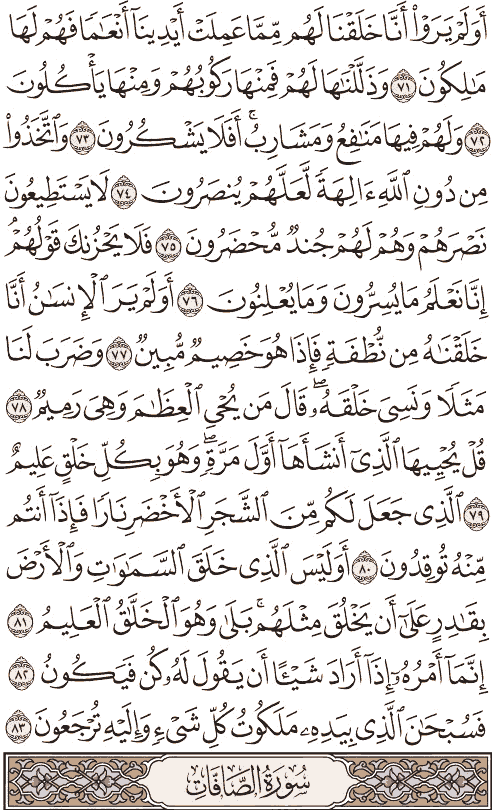 أَوَلَمْ يَرَوْا۟ أَنَّا خَلَقْنَا لَهُم مِّمَّا عَمِلَتْ أَيْدِينَآ أَنْعَٰمًا فَهُمْ لَهَا
مَٰلِكُونَ ٧١ وَذَلَّلْنَٰهَا لَهُمْ فَمِنْهَا رَكُوبُهُمْ وَمِنْهَا يَأْكُلُونَ
٧٢ وَلَهُمْ فِيهَا مَنَٰفِعُ وَمَشَارِبُ ۚ أَفَلَا يَشْكُرُونَ ٧٣ وَٱتَّخَذُوا۟
مِن دُونِ ٱللَّهِ ءَالِهَةً لَّعَلَّهُمْ يُنصَرُونَ ٧٤ لَا يَسْتَطِيعُونَ
نَصْرَهُمْ وَهُمْ لَهُمْ جُندٌ مُّحْضَرُونَ ٧٥ فَلَا يَحْزُنكَ قَوْلُهُمْ ۘ
إِنَّا نَعْلَمُ مَا يُسِرُّونَ وَمَا يُعْلِنُونَ ٧٦ أَوَلَمْ يَرَ ٱلْإِنسَٰنُ أَنَّا
خَلَقْنَٰهُ مِن نُّطْفَةٍ فَإِذَا هُوَ خَصِيمٌ مُّبِينٌ ٧٧ وَضَرَبَ لَنَا
مَثَلًا وَنَسِىَ خَلْقَهُۥ ۖ قَالَ مَن يُحْىِ ٱلْعِظَٰمَ وَهِىَ رَمِيمٌ ٧٨
قُلْ يُحْيِيهَا ٱلَّذِىٓ أَنشَأَهَآ أَوَّلَ مَرَّةٍ ۖ وَهُوَ بِكُلِّ خَلْقٍ عَلِيمٌ
٧٩ ٱلَّذِى جَعَلَ لَكُم مِّنَ ٱلشَّجَرِ ٱلْأَخْضَرِ نَارًا فَإِذَآ أَنتُم
مِّنْهُ تُوقِدُونَ ٨٠ أَوَلَيْسَ ٱلَّذِى خَلَقَ ٱلسَّمَٰوَٰتِ وَٱلْأَرْضَ
بِقَٰدِرٍ عَلَىٰٓ أَن يَخْلُقَ مِثْلَهُم ۚ بَلَىٰ وَهُوَ ٱلْخَلَّٰقُ ٱلْعَلِيمُ ٨١
إِنَّمَآ أَمْرُهُۥٓ إِذَآ أَرَادَ شَيْـًٔا أَن يَقُولَ لَهُۥ كُن فَيَكُونُ ٨٢
فَسُبْحَٰنَ ٱلَّذِى بِيَدِهِۦ مَلَكُوتُ كُلِّ شَىْءٍ وَإِلَيْهِ تُرْجَعُونَ ٨٣
سُورَةُ الصَّافَّاتِ